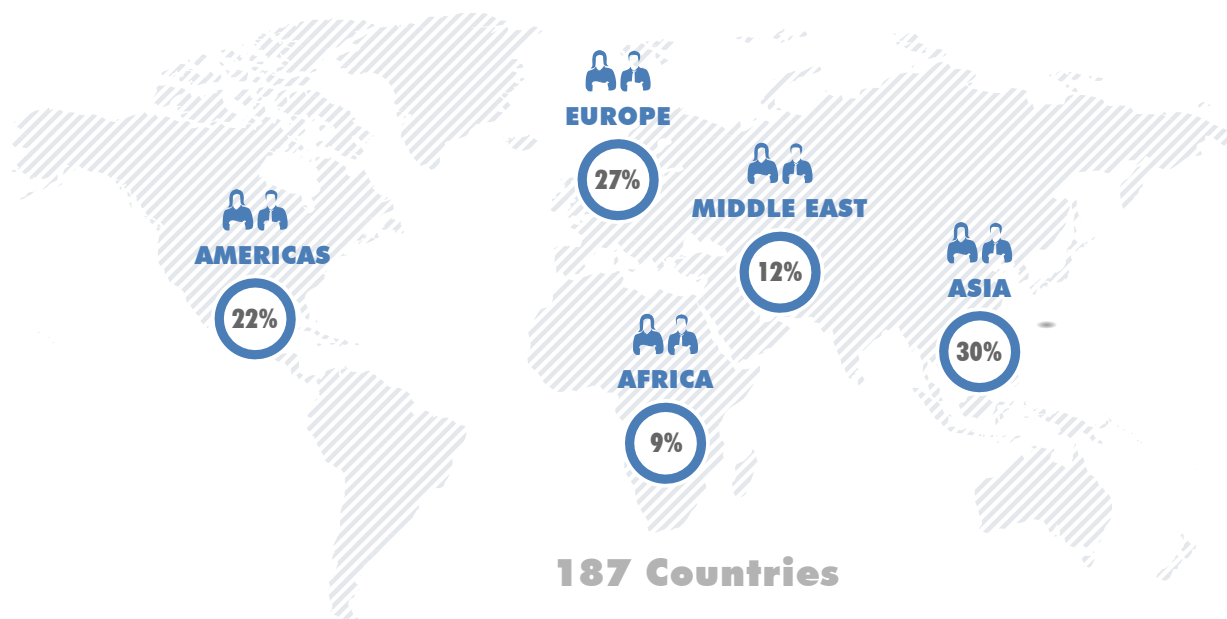 EUROPE
27%
MIDDLE EAST
12%
AMERICAS
22%
ASIA
30%
AFRICA
9%
187 Countries